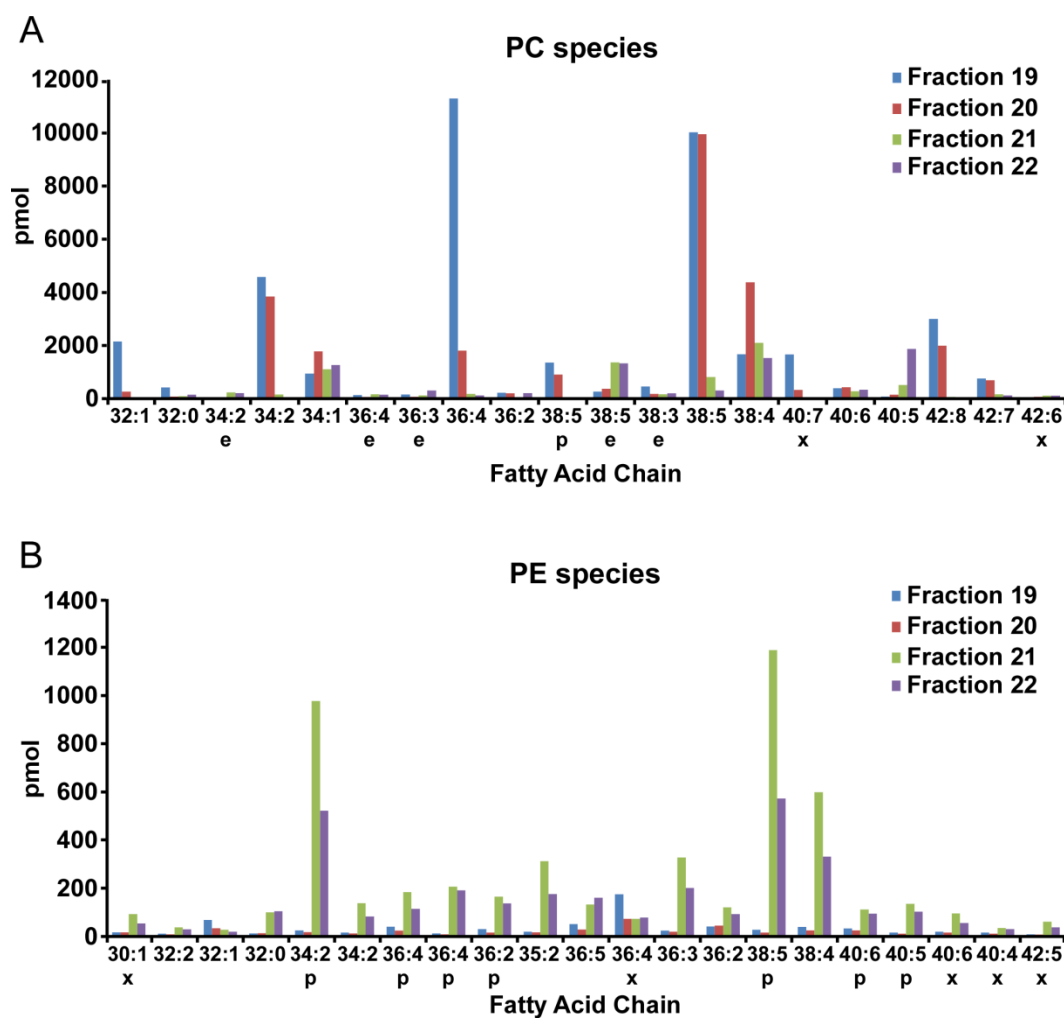 A
PC species
12000
10000
8000
6000
4000
2000
0
pmol
Fraction 19
Fraction 20
Fraction 21
Fraction 22
32:1 32:0 34:2 34:2 34:1 36:4 36:3 36:4 36:2 38:5 38:5 38:3 38:5 38:4 40:7 40:6 40:5 42:8 42:7 42:6
e e e p e e x x
Fatty Acid Chain
B
PE species
1400
1200
1000
800
600
400
200
0
pmol
Fraction 19
Fraction 20
Fraction 21
Fraction 22
30:1 32:2 32:1 32:0 34:2 34:2 36:4 36:4 36:2 35:2 36:5 36:4 36:3 36:2 38:5 38:4 40:6 40:5 40:6 40:4 42:5
x p p p p x p p p x x x
Fatty Acid Chain